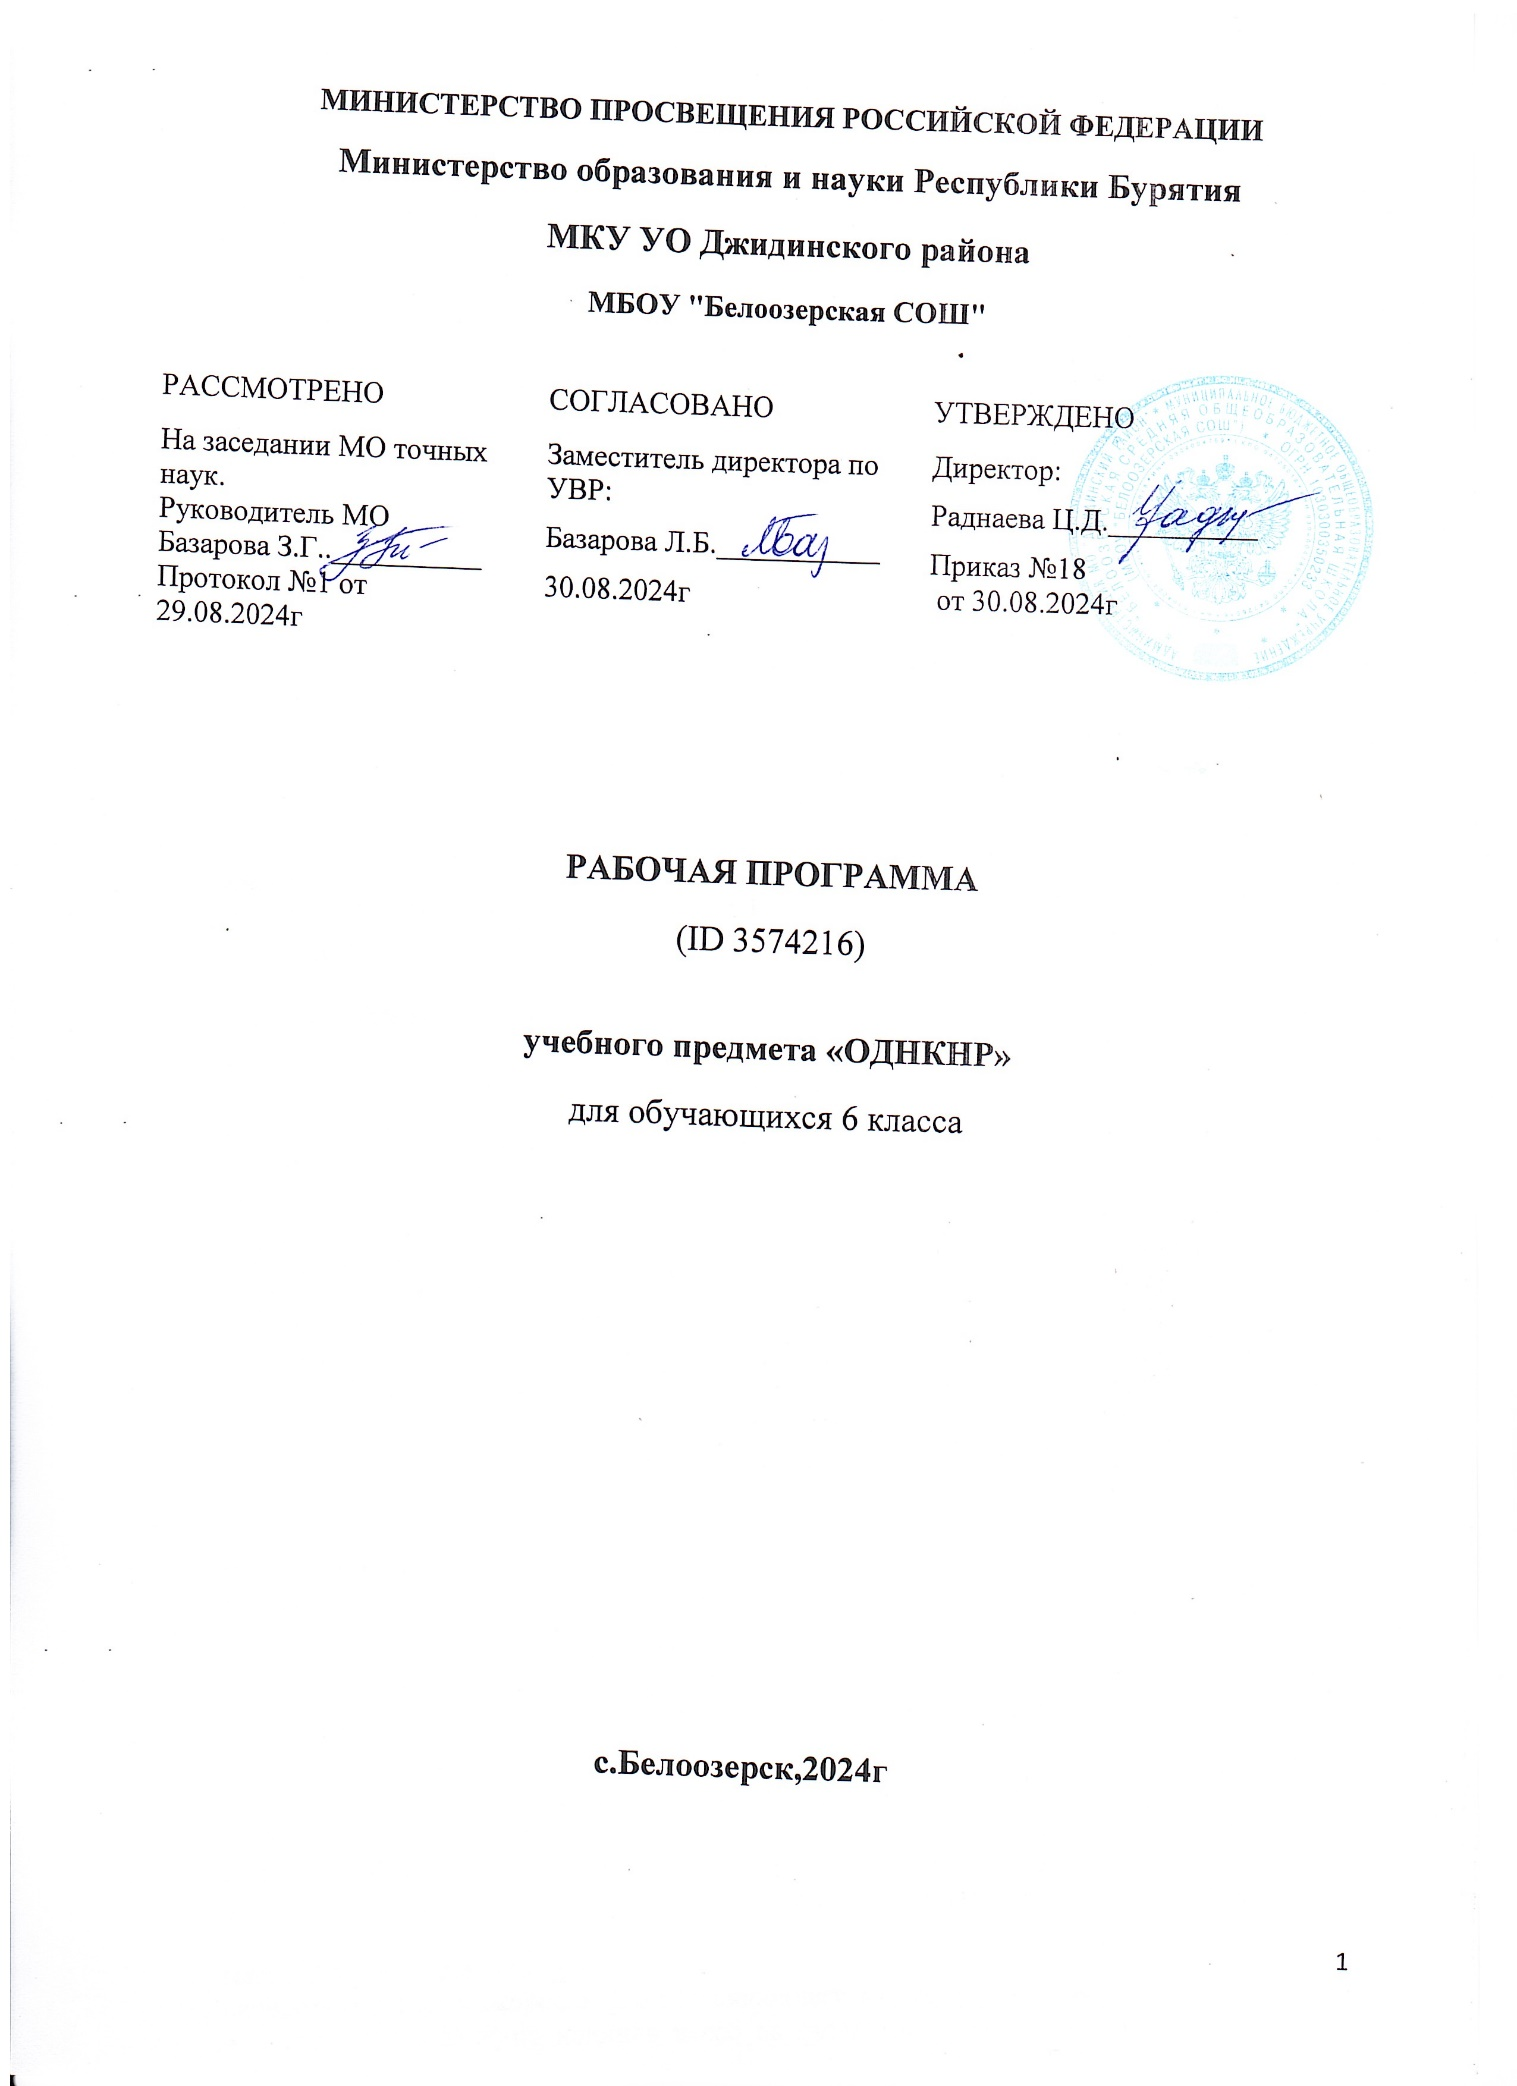 МИНИСТЕРСТВО ПРОСВЕЩЕНИЯ РОССИЙСКОЙ ФЕДЕРАЦИИ
Министерство образования и науки Республики Бурятия
МКУ УО Джидинского района
МБОУ "Белоозерская СОШ"
РАССМОТРЕНО
На заседании МО точных
наук.
Руководитель МО
Базарова З.Г..___________
Протокол №1 от
29.08.2024г
СОГЛАСОВАНО
Заместитель директора по
УВР:
Базарова Л.Б.____________
30.08.2024г
УТВЕРЖДЕНО
Директор:
Раднаева Ц.Д.___________
Приказ №18
от 30.08.2024г
РАБОЧАЯ ПРОГРАММА
(ID 3574216)
учебного предмета «ОДНКНР»
для обучающихся 6 класса
с.Белоозерск,2024г
1